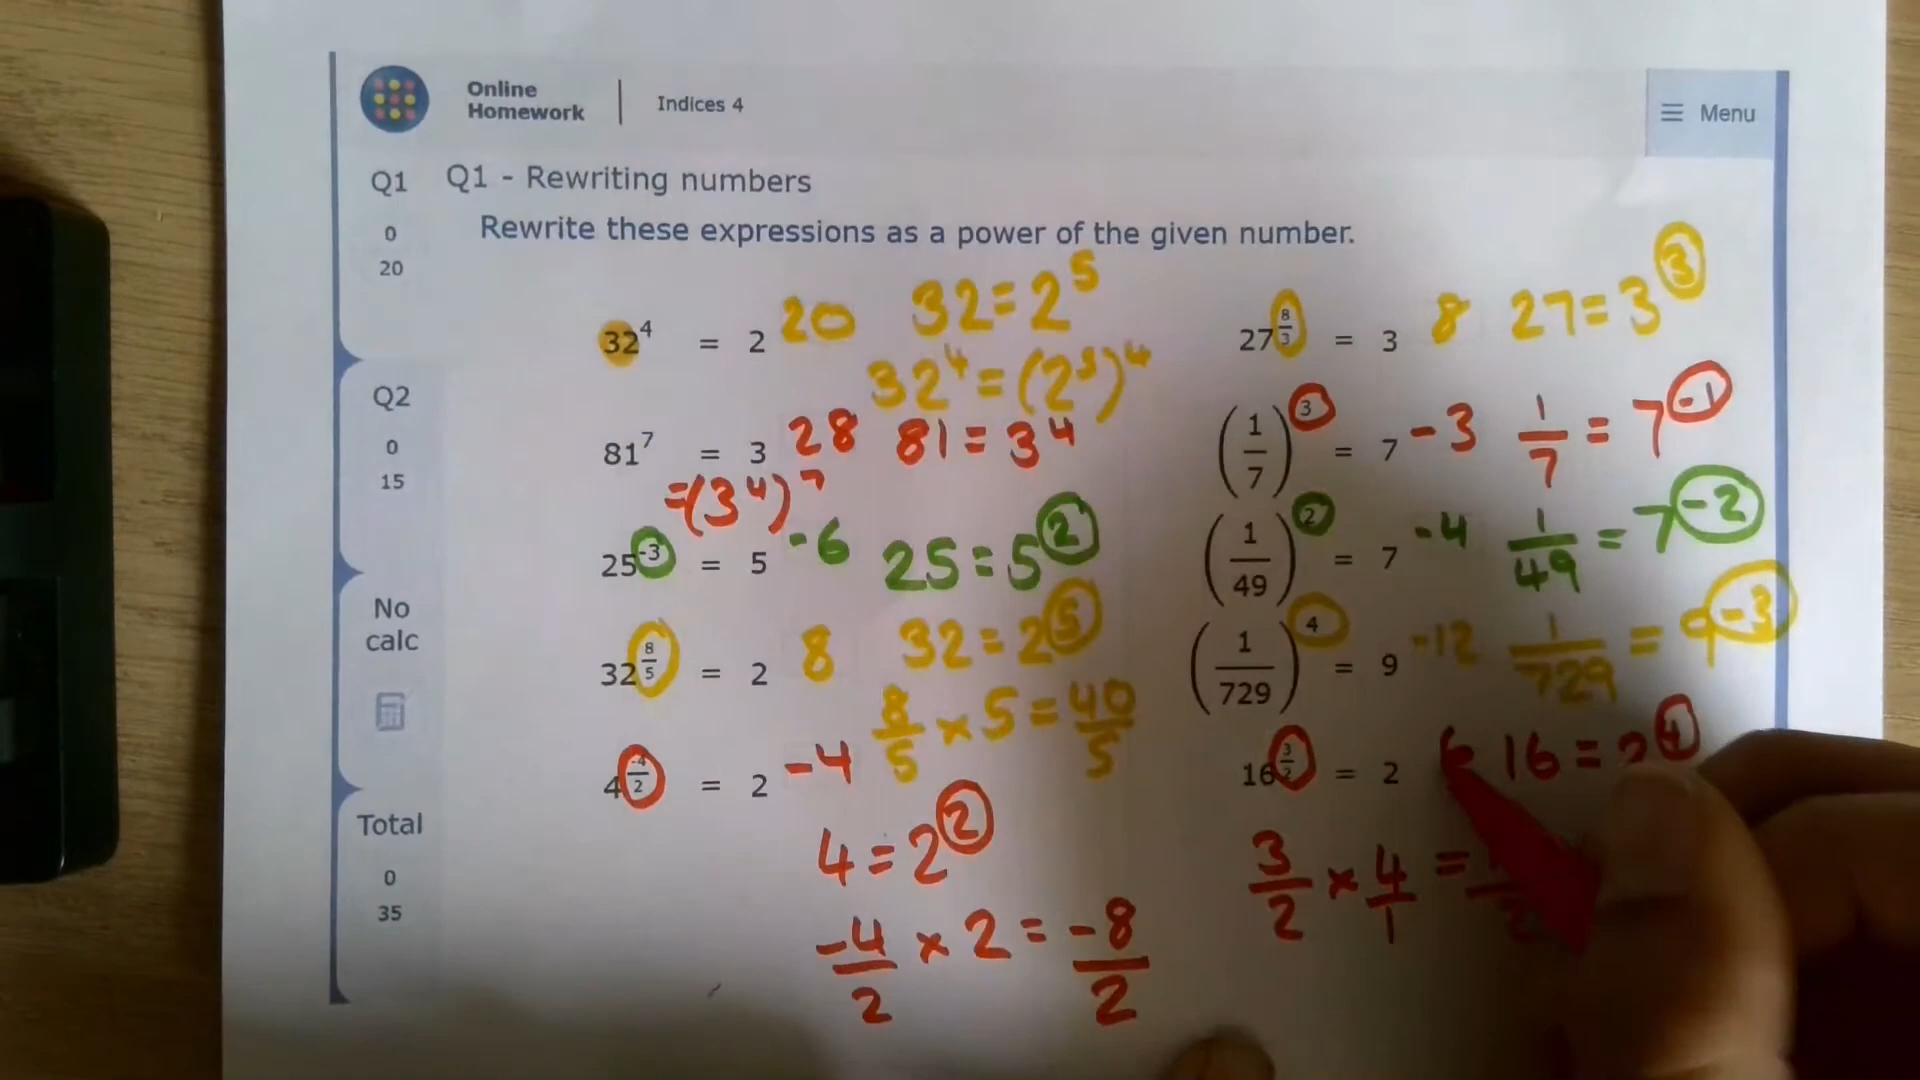 Online
Homework
Indices 4
☰ Menu
Q1
0
20
Q2
0
15
No
calc
Total
0
35
Q1 - Rewriting numbers
Rewrite these expressions as a power of the given number.
32⁴ = 2 20 32 = 2⁵
32⁴ = (2⁵)⁴
81⁷ = 3 28 81 = 3⁴
=(3⁴)⁷
25⁻³ = 5 -6 25 = 5²
32^(8/5) = 2 8 32 = 2⁵
8/5 × 5 = 40/5
4^(-4/2) = 2 -4
4 = 2²
-4/2 × 2 = -8/2
27^(8/3) = 3 8 27 = 3³
(1/7)³ = 7 -3 1/7 = 7⁻¹
(1/49)² = 7 -4 1/49 = 7⁻²
(1/729)⁴ = 9 -12 1/729 = 9⁻³
16^(3/2) = 2 6 16 = 2⁴
3/2 × 4/1 =